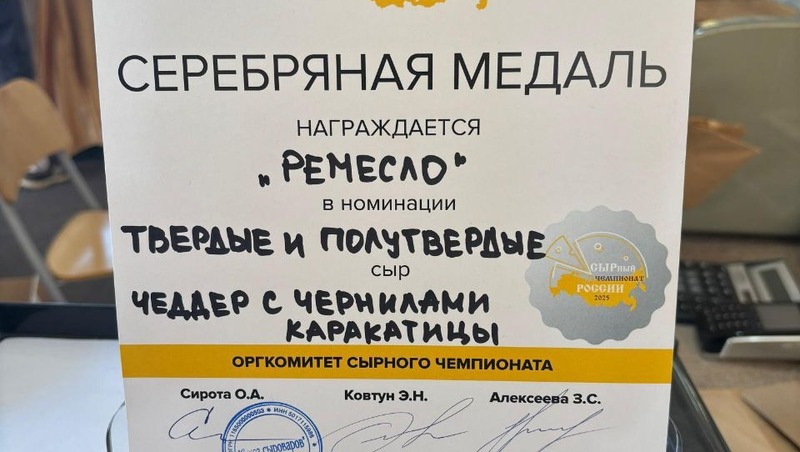 СЕРЕБРЯНАЯ МЕДАЛЬ
НАГРАЖДАЕТСЯ
„РЕМЕСЛО"
в номинации
ТВЕРДЫЕ И ПОЛУТВЕРДЫЕ
сыр
ЧЕДДЕР С ЧЕРНИЛАМИ
КАРАКАТИЦЫ
СЫРный
ЧЕМПИОНАТ
РОССИИ
2025
ОРГКОМИТЕТ СЫРНОГО ЧЕМПИОНАТА
Сирота О.А. Ковтун Э.Н. Алексеева З.С.
сыроваров"